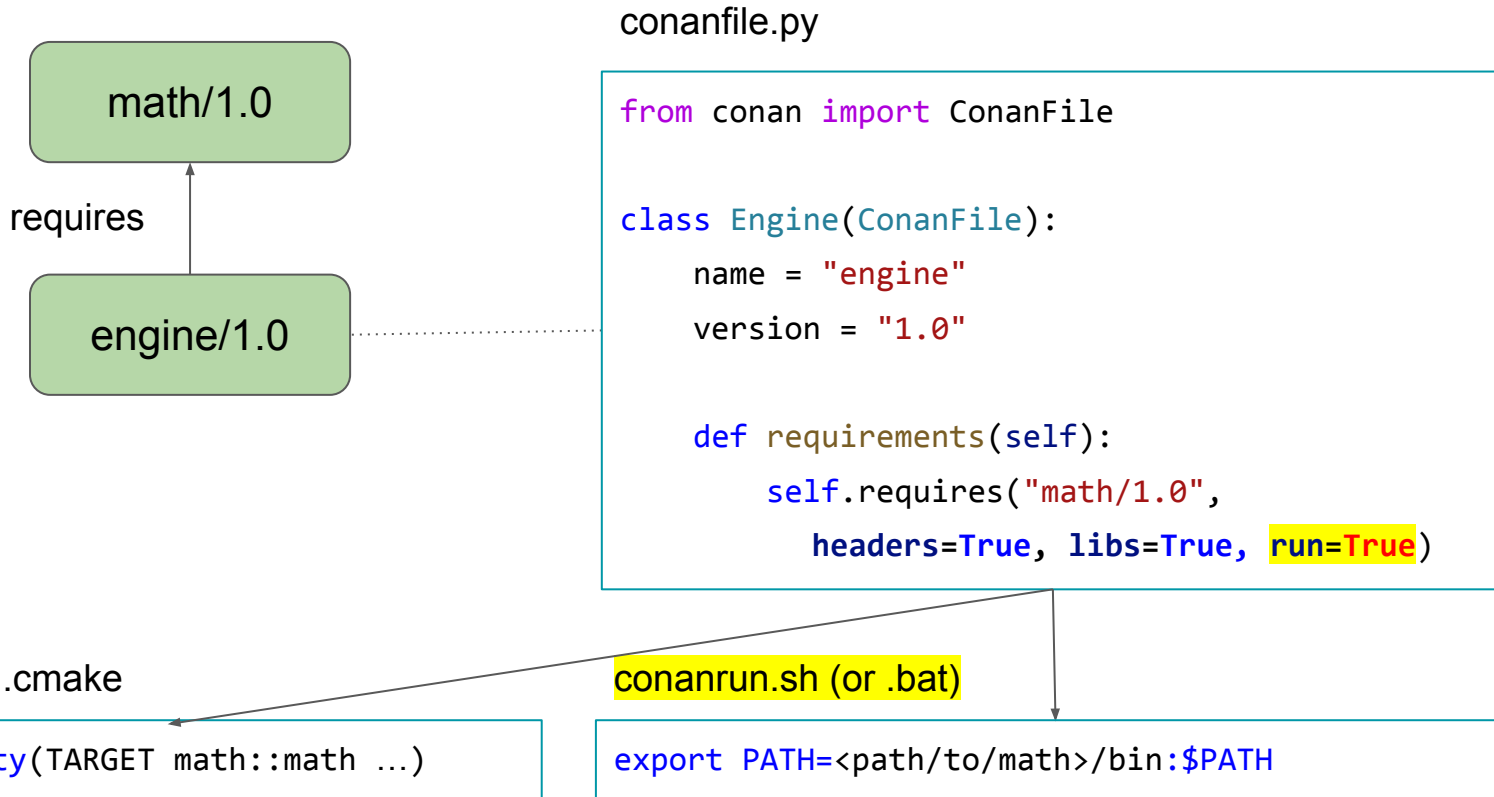 conanfile.py
math/1.0
from conan import ConanFile
requires
class Engine(ConanFile):
name = "engine"
engine/1.0
version = "1.0"
def requirements(self):
self.requires("math/1.0",
headers=True, libs=True, run=True)
.cmake
conanrun.sh (or .bat)
ty(TARGET math::math …)
export PATH=<path/to/math>/bin:$PATH